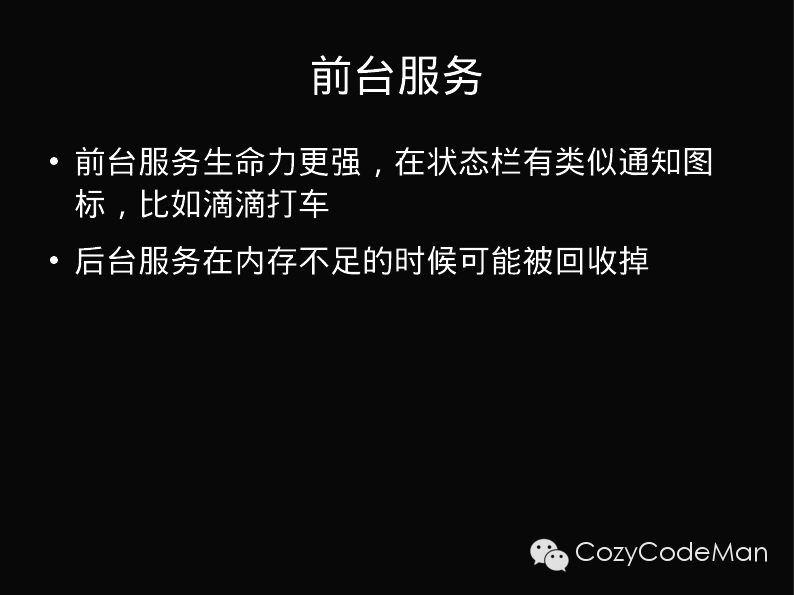 前台服务
• 前台服务生命力更强，在状态栏有类似通知图
标，比如滴滴打车
• 后台服务在内存不足的时候可能被回收掉
CozyCodeMan